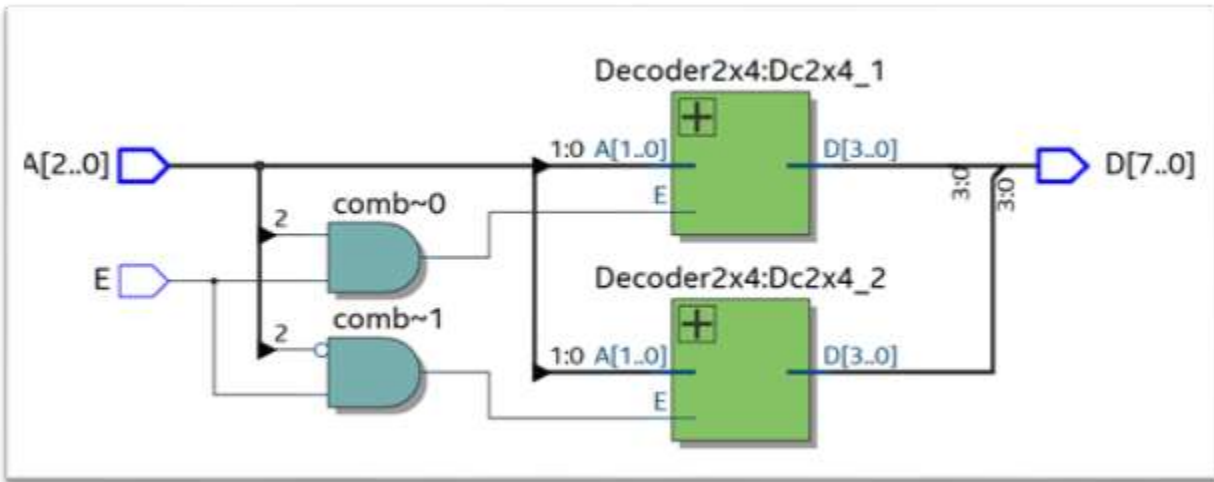 Decoder2x4:Dc2x4_1
A[2..0]
1:0 A[1..0]
D[3..0]
3:0
3:0
D[7..0]
E
comb~0
2
E
comb~1
2
Decoder2x4:Dc2x4_2
1:0 A[1..0]
D[3..0]
E